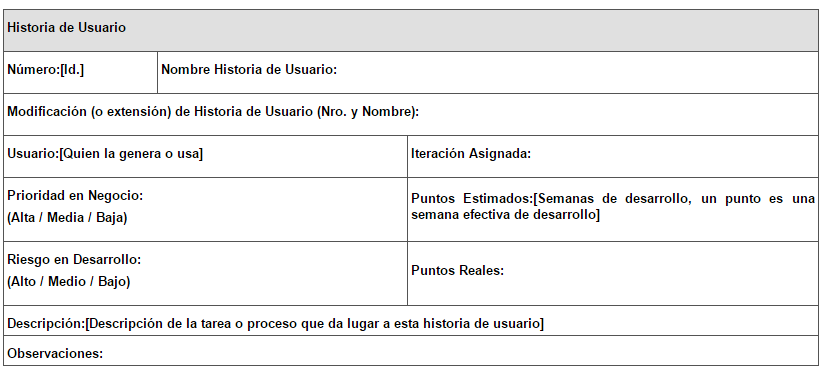 Historia de Usuario
Número:[Id.]
Nombre Historia de Usuario:
Modificación (o extensión) de Historia de Usuario (Nro. y Nombre):
Usuario:[Quien la genera o usa]
Iteración Asignada:
Prioridad en Negocio:
(Alta / Media / Baja)
Puntos Estimados:[Semanas de desarrollo, un punto es una
semana efectiva de desarrollo]
Riesgo en Desarrollo:
(Alto / Medio / Bajo)
Puntos Reales:
Descripción:[Descripción de la tarea o proceso que da lugar a esta historia de usuario]
Observaciones: